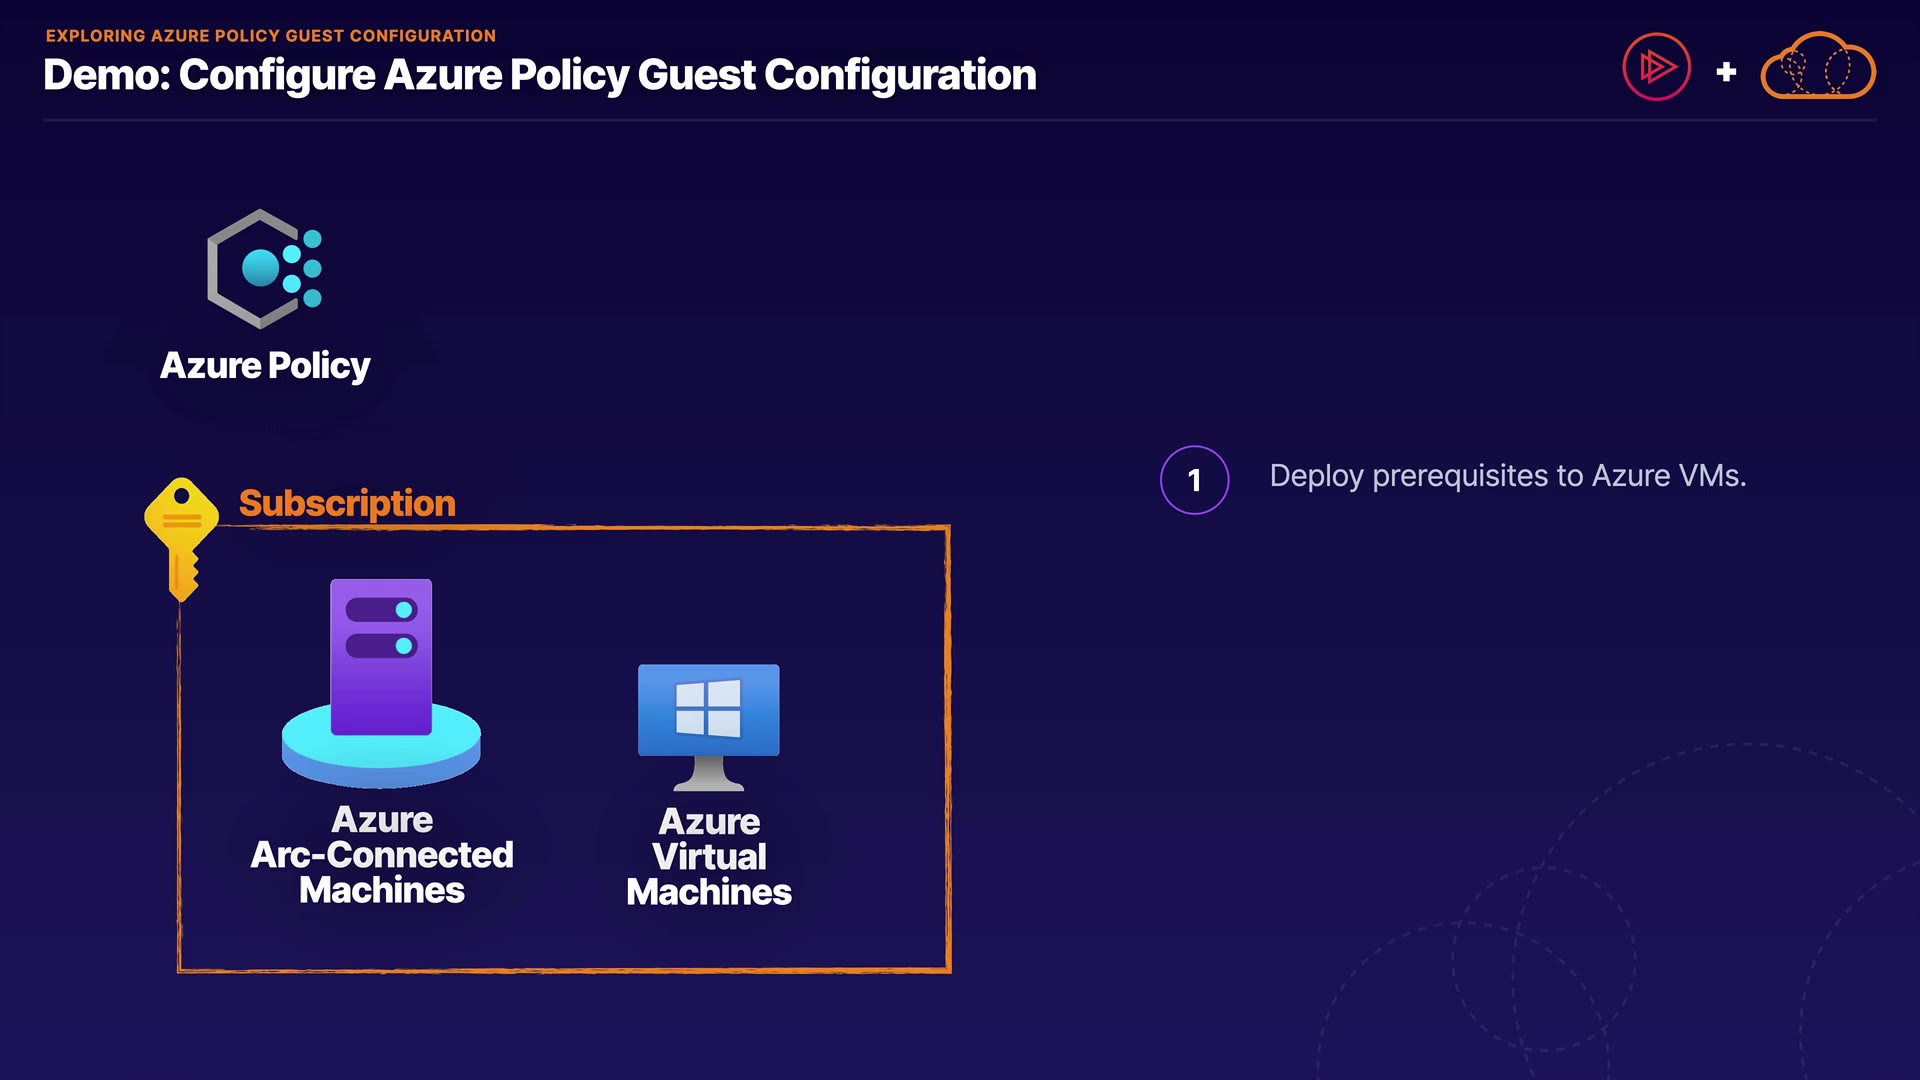 EXPLORING AZURE POLICY GUEST CONFIGURATION
Demo: Configure Azure Policy Guest Configuration
Azure Policy
Subscription
Azure
Arc-Connected
Machines
Azure
Virtual
Machines
1
Deploy prerequisites to Azure VMs.